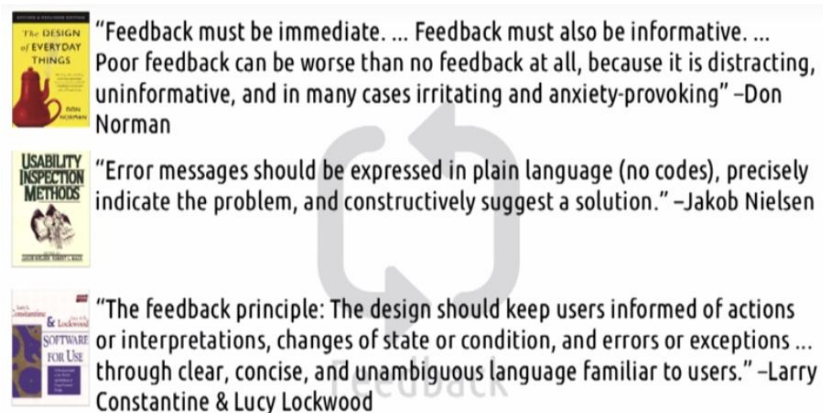 The DESIGN
of EVERYDAY
THINGS
DON
NORMAN
“Feedback must be immediate. ... Feedback must also be informative. ...
Poor feedback can be worse than no feedback at all, because it is distracting,
uninformative, and in many cases irritating and anxiety-provoking” –Don
Norman
USABILITY
INSPECTION
METHODS
“Error messages should be expressed in plain language (no codes), precisely
indicate the problem, and constructively suggest a solution.” –Jakob Nielsen
Constantine
& Lockwood
SOFTWARE
FOR USE
“The feedback principle: The design should keep users informed of actions
or interpretations, changes of state or condition, and errors or exceptions ...
through clear, concise, and unambiguous language familiar to users.” –Larry
Constantine & Lucy Lockwood
Feedback